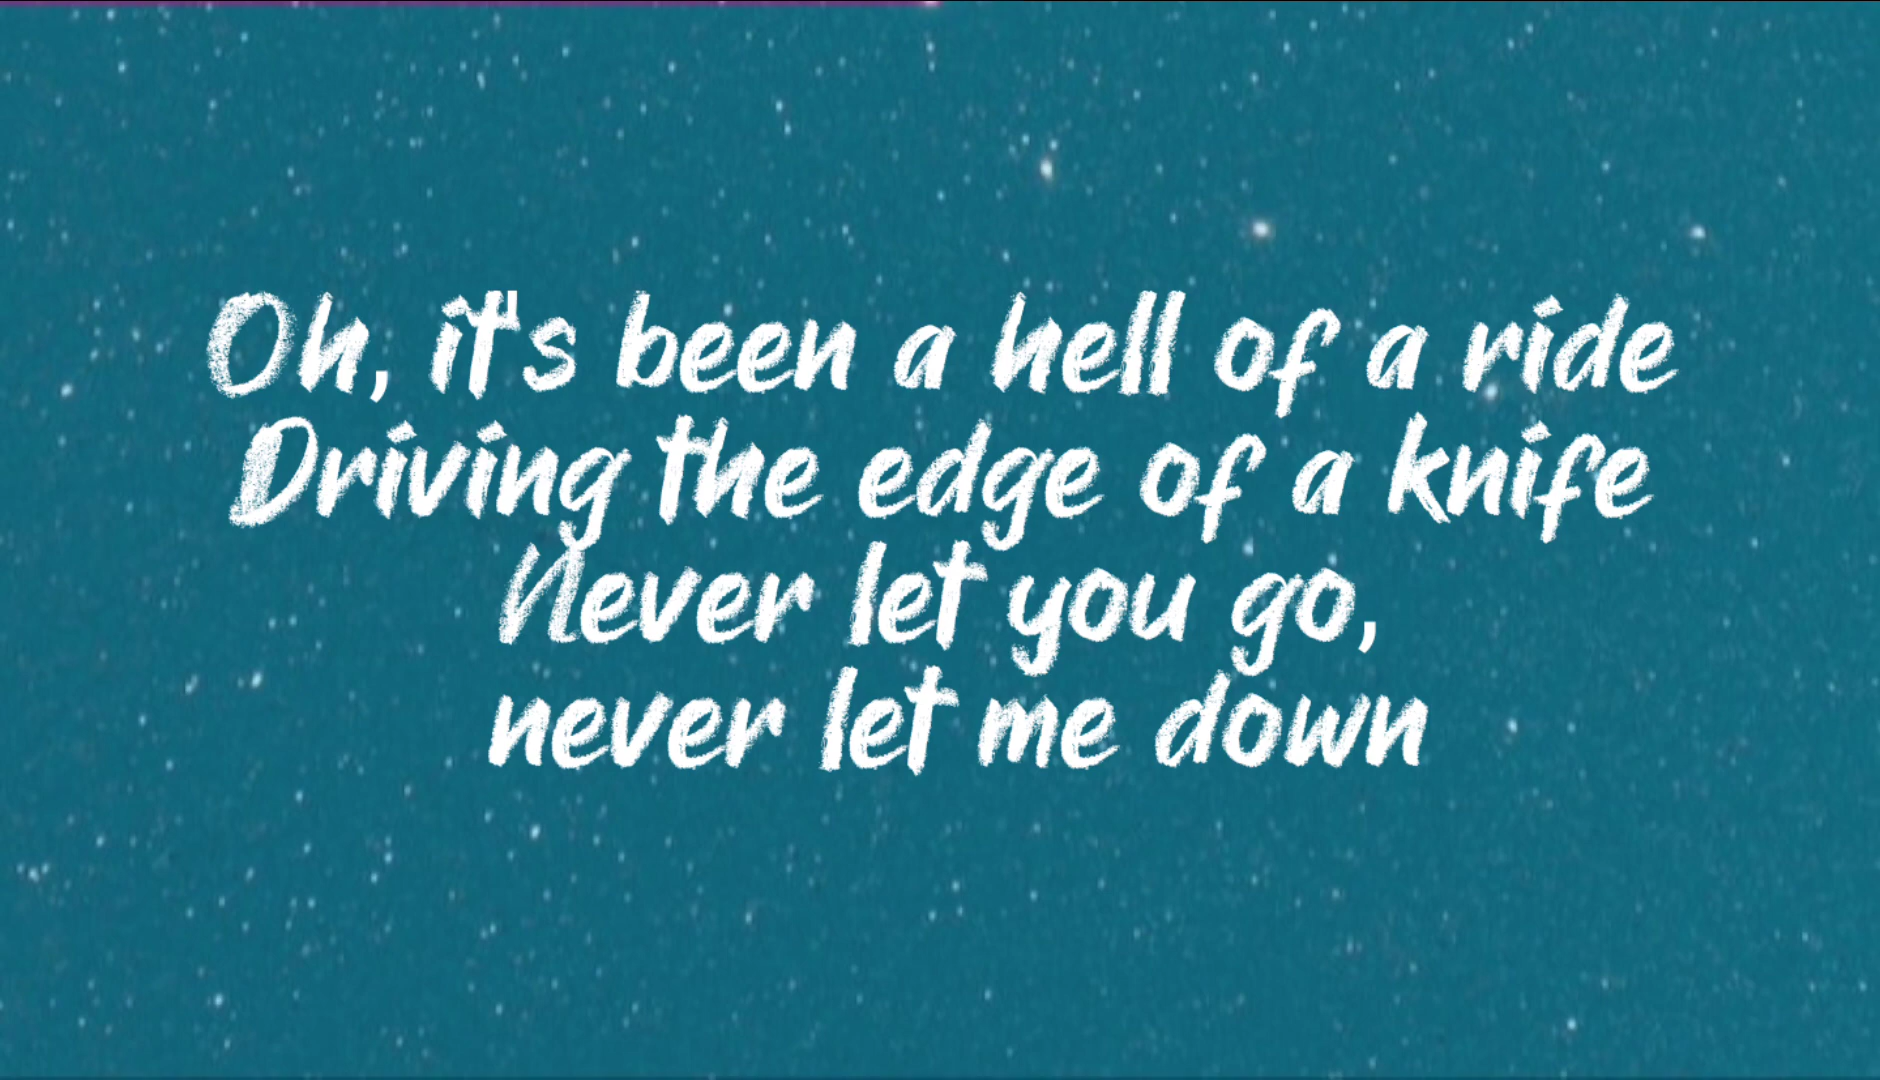 Oh, it's been a hell of a ride
Driving the edge of a knife
Never let you go,
never let me down